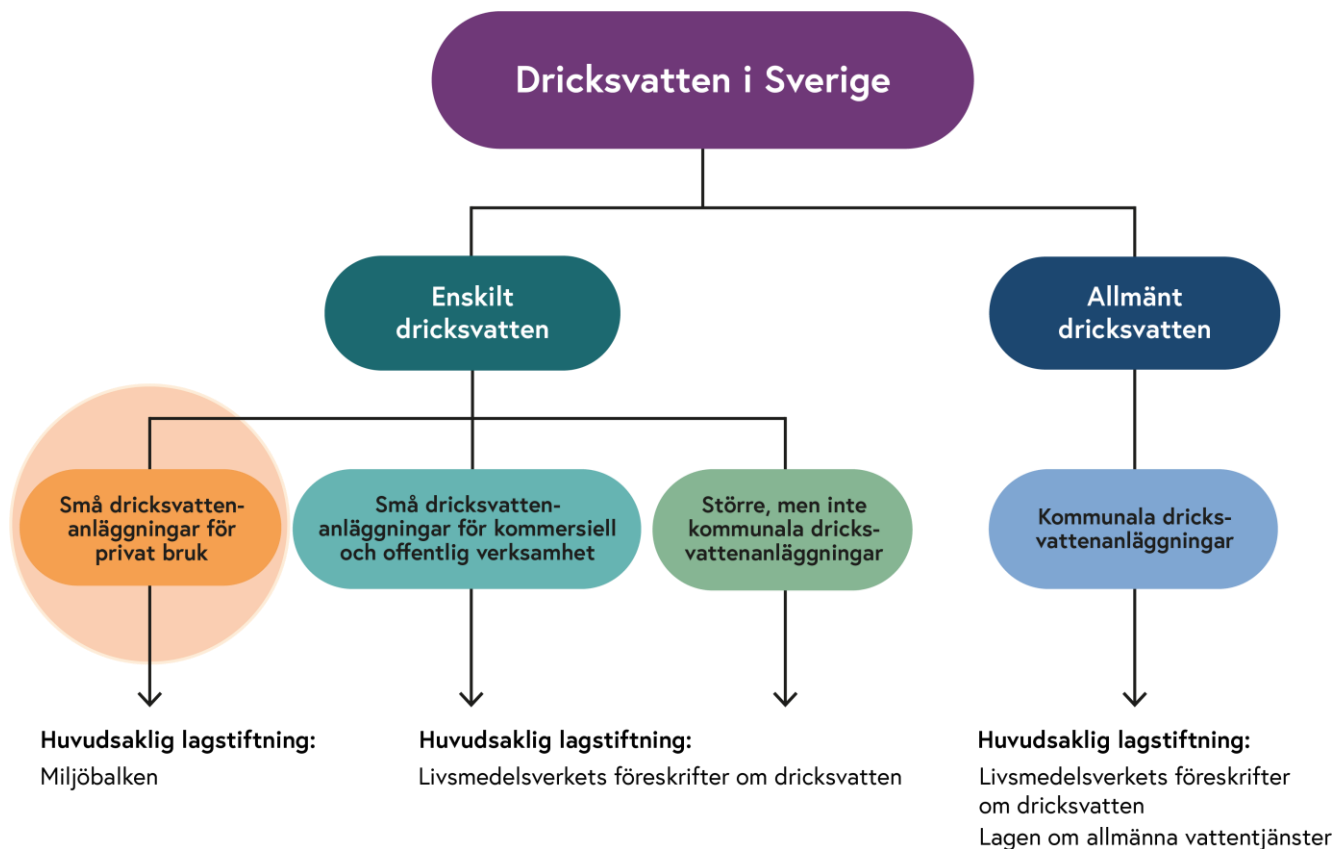 Dricksvatten i Sverige
Enskilt
dricksvatten
Allmänt
dricksvatten
Små dricksvatten-
anläggningar för
privat bruk
Små dricksvatten-
anläggningar för kommersiell
och offentlig verksamhet
Större, men inte
kommunala dricks-
vattenanläggningar
Kommunala dricks-
vattenanläggningar
Huvudsaklig lagstiftning:
Miljöbalken
Huvudsaklig lagstiftning:
Livsmedelsverkets föreskrifter om dricksvatten
Huvudsaklig lagstiftning:
Livsmedelsverkets föreskrifter
om dricksvatten
Lagen om allmänna vattentjänster